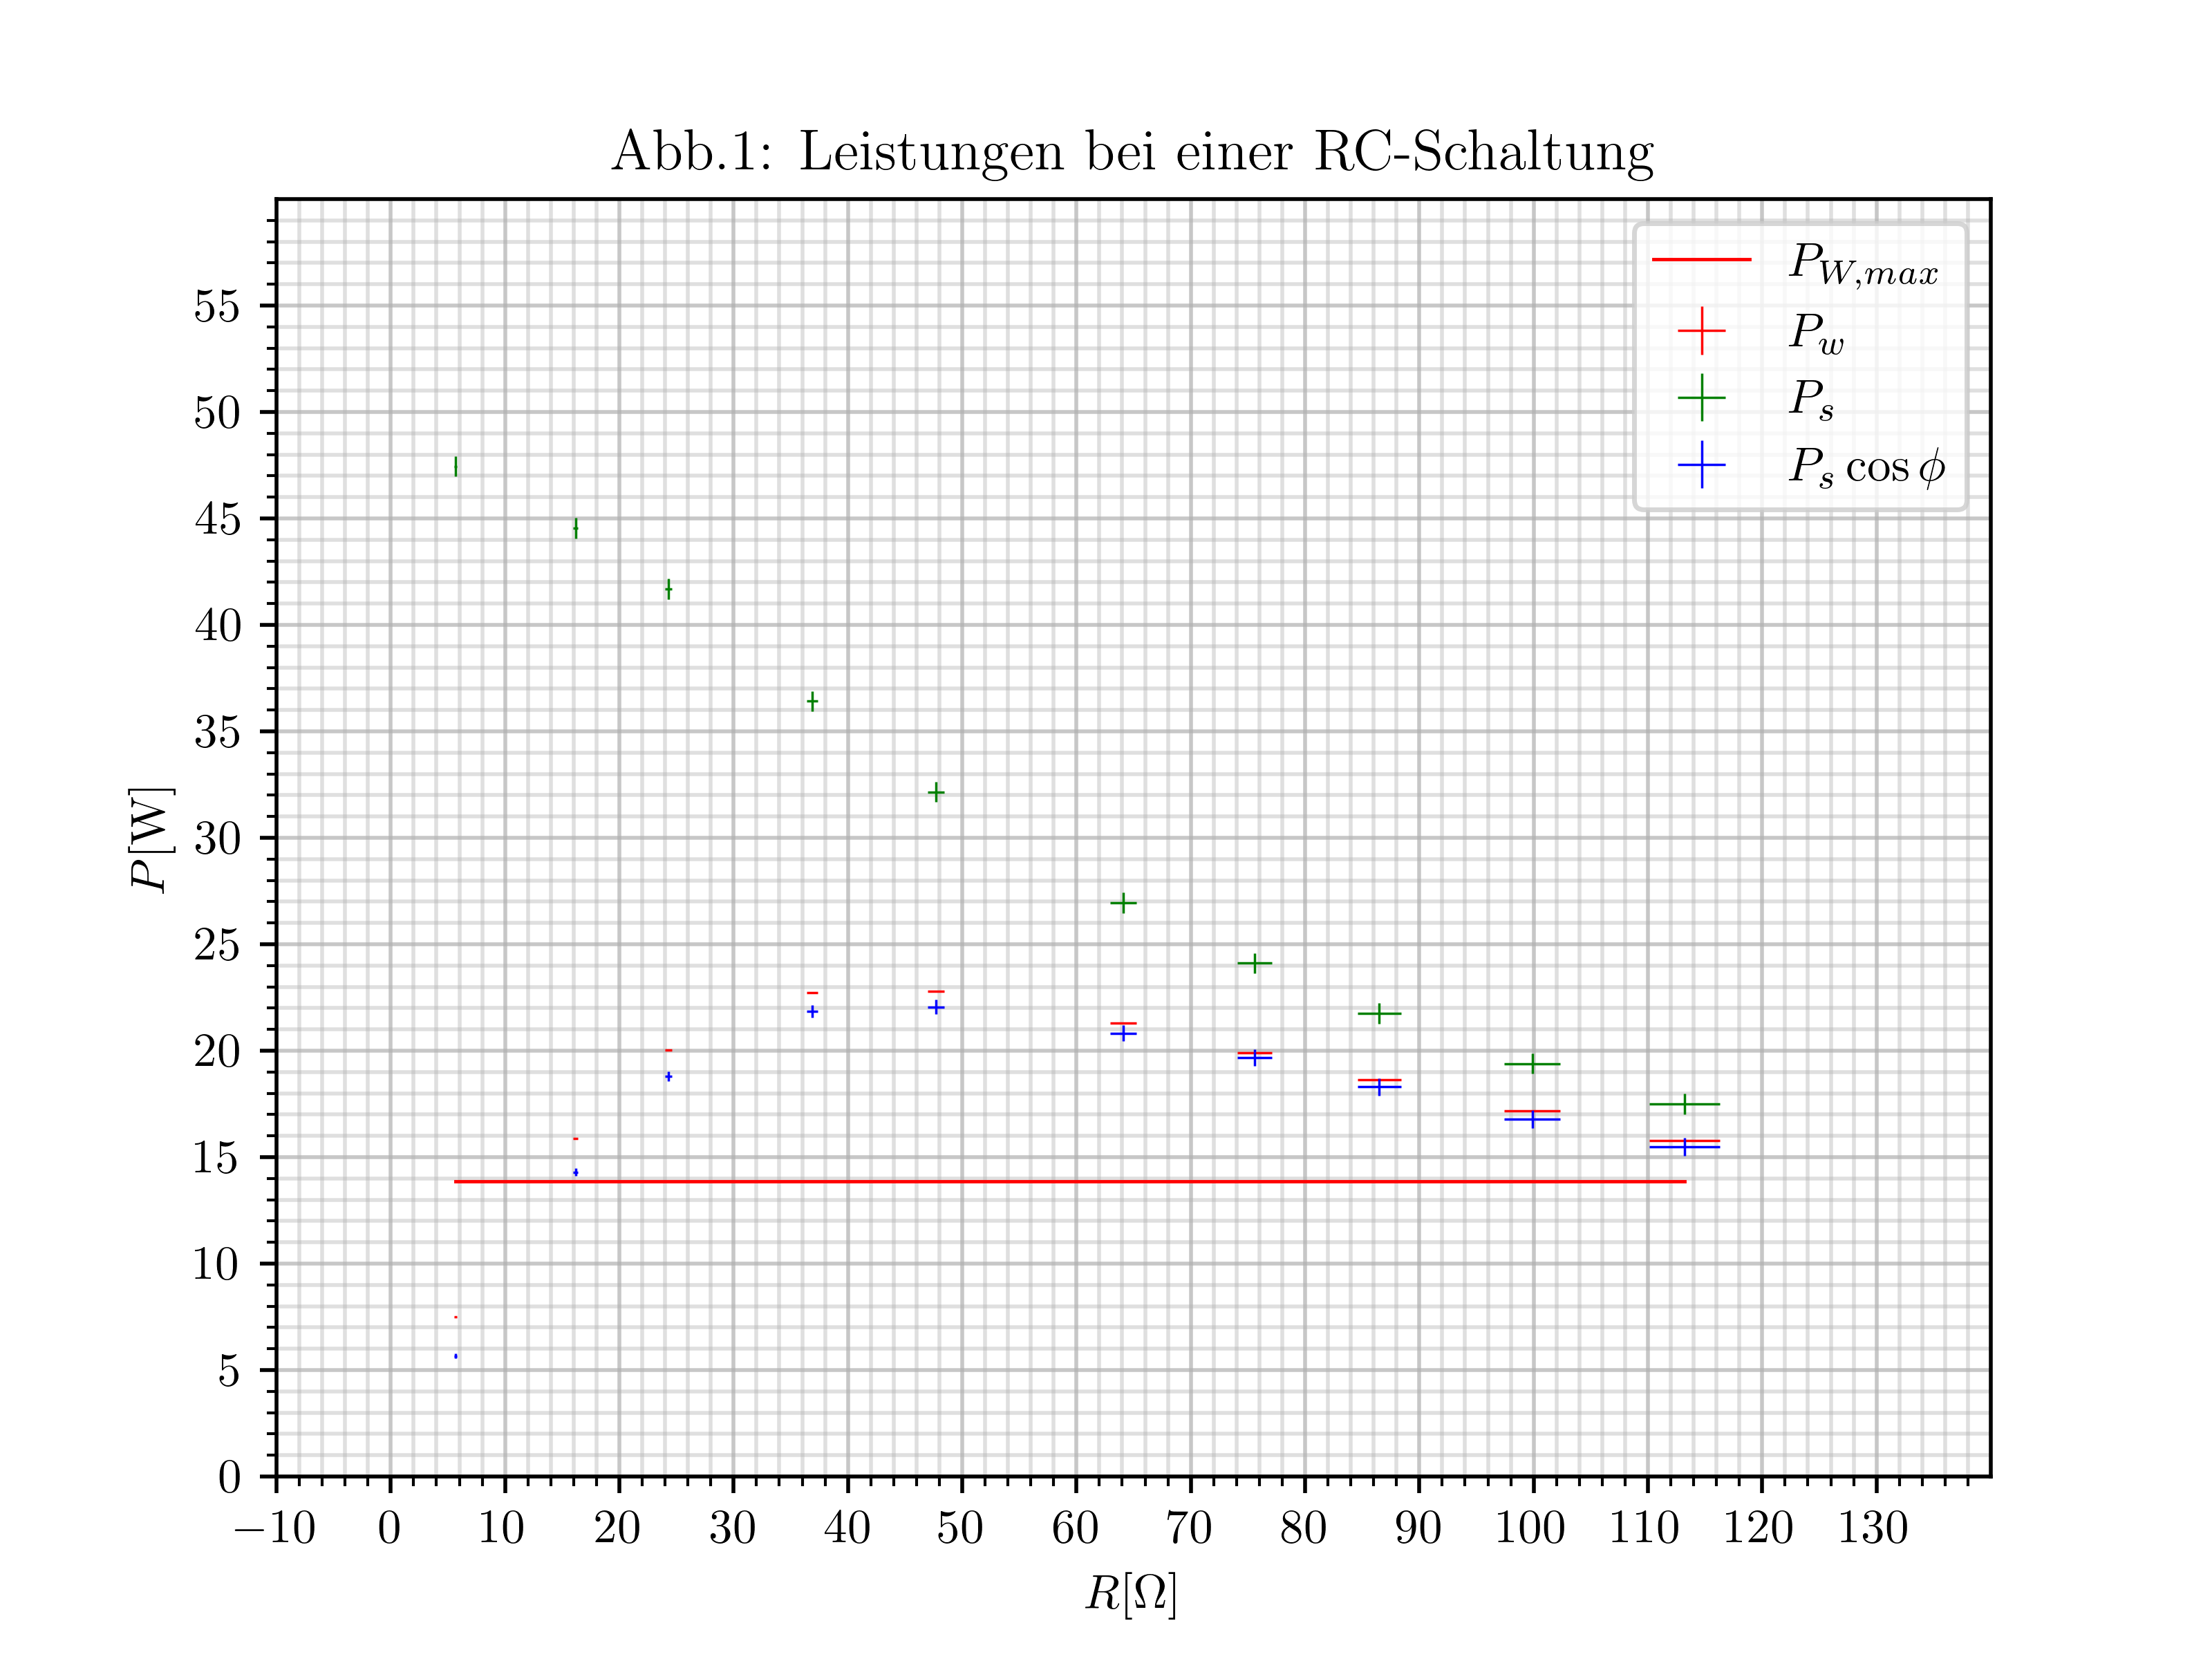 Abb.1: Leistungen bei einer RC-Schaltung
P_{W,max}
P_w
P_s
P_s cos ϕ
55
50
45
40
35
30
25
20
15
10
5
0
P[W]
−10 0 10 20 30 40 50 60 70 80 90 100 110 120 130
R[Ω]